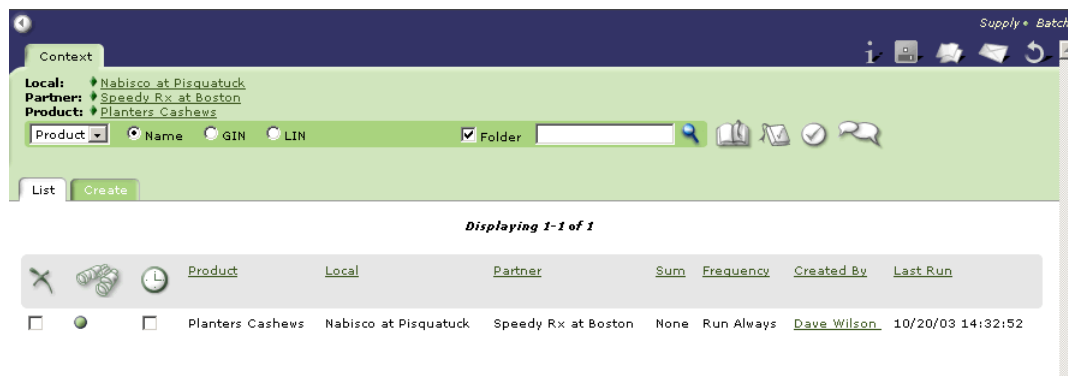 Supply • Batch
Context
Local: Nabisco at Pisquatuck
Partner: Speedy Rx at Boston
Product: Planters Cashews
Product Name GIN LIN Folder
List Create
Displaying 1-1 of 1
Product Local Partner Sum Frequency Created By Last Run
Planters Cashews Nabisco at Pisquatuck Speedy Rx at Boston None Run Always Dave Wilson 10/20/03 14:32:52